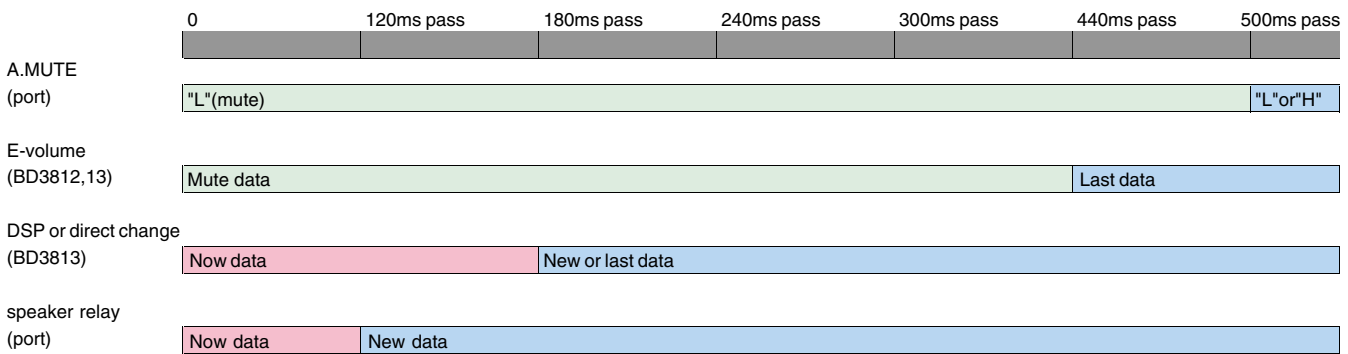 0 120ms pass 180ms pass 240ms pass 300ms pass 440ms pass 500ms pass
A.MUTE
(port) "L"(mute) "L"or"H"
E-volume
(BD3812,13) Mute data Last data
DSP or direct change
(BD3813) Now data New or last data
speaker relay
(port) Now data New data